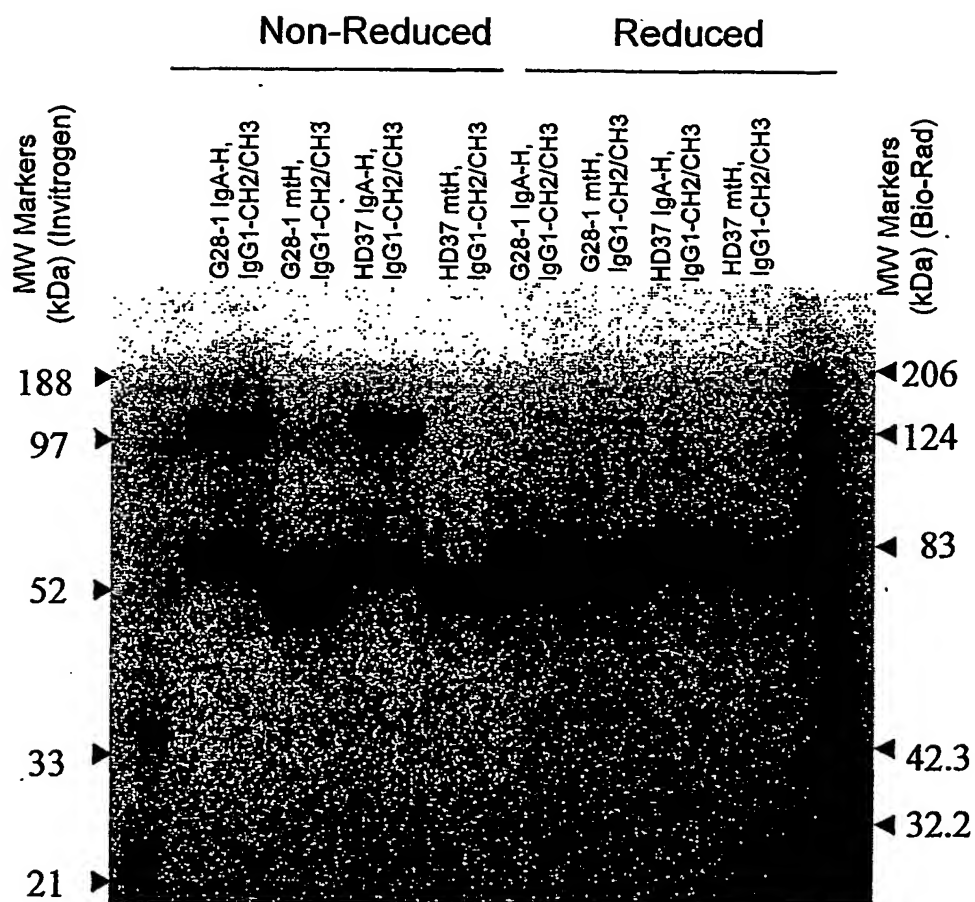 Non-Reduced
Reduced
MW Markers
(kDa) (Invitrogen)
G28-1 IgA-H,
IgG1-CH2/CH3
G28-1 mtH,
IgG1-CH2/CH3
HD37 IgA-H,
IgG1-CH2/CH3
HD37 mtH,
IgG1-CH2/CH3
G28-1 IgA-H,
IgG1-CH2/CH3
G28-1 mtH,
IgG1-CH2/CH3
HD37 IgA-H,
IgG1-CH2/CH3
HD37 mtH,
IgG1-CH2/CH3
MW Markers
(kDa) (Bio-Rad)
188
97
52
33
21
206
124
83
42.3
32.2